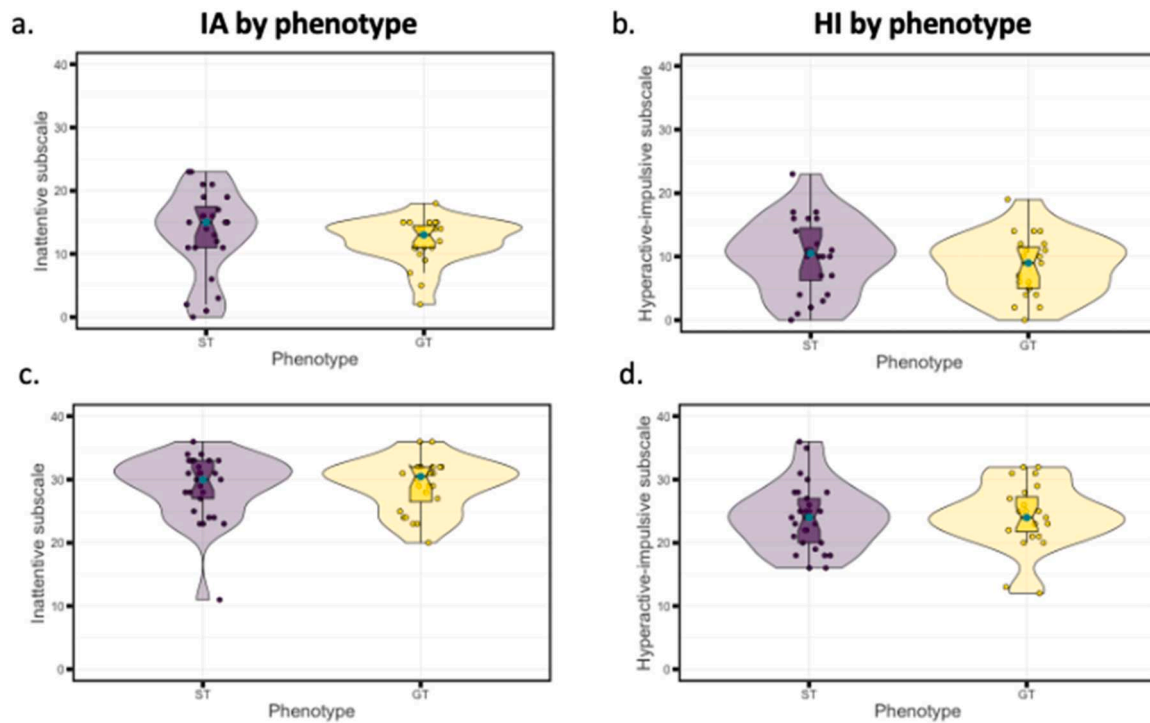 a.
IA by phenotype
Inattentive subscale
40
30
20
10
0
ST
GT
Phenotype
b.
HI by phenotype
Hyperactive-impulsive subscale
40
30
20
10
0
ST
GT
Phenotype
c.
Inattentive subscale
40
30
20
10
0
ST
GT
Phenotype
d.
Hyperactive-impulsive subscale
40
30
20
10
0
ST
GT
Phenotype